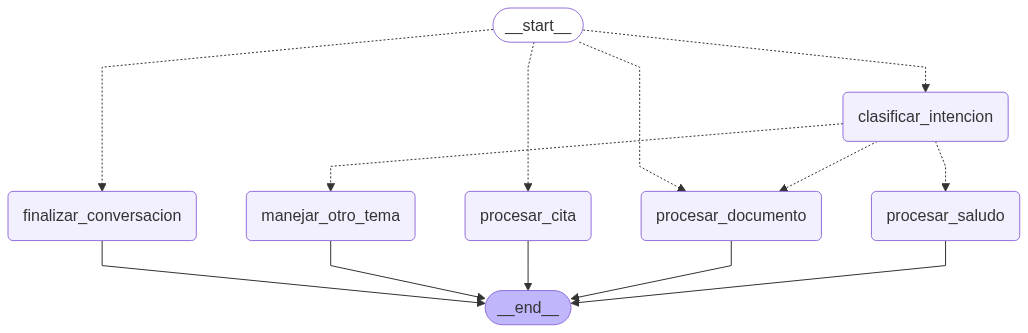 __start__
clasificar_intencion
finalizar_conversacion
manejar_otro_tema
procesar_cita
procesar_documento
procesar_saludo
__end__